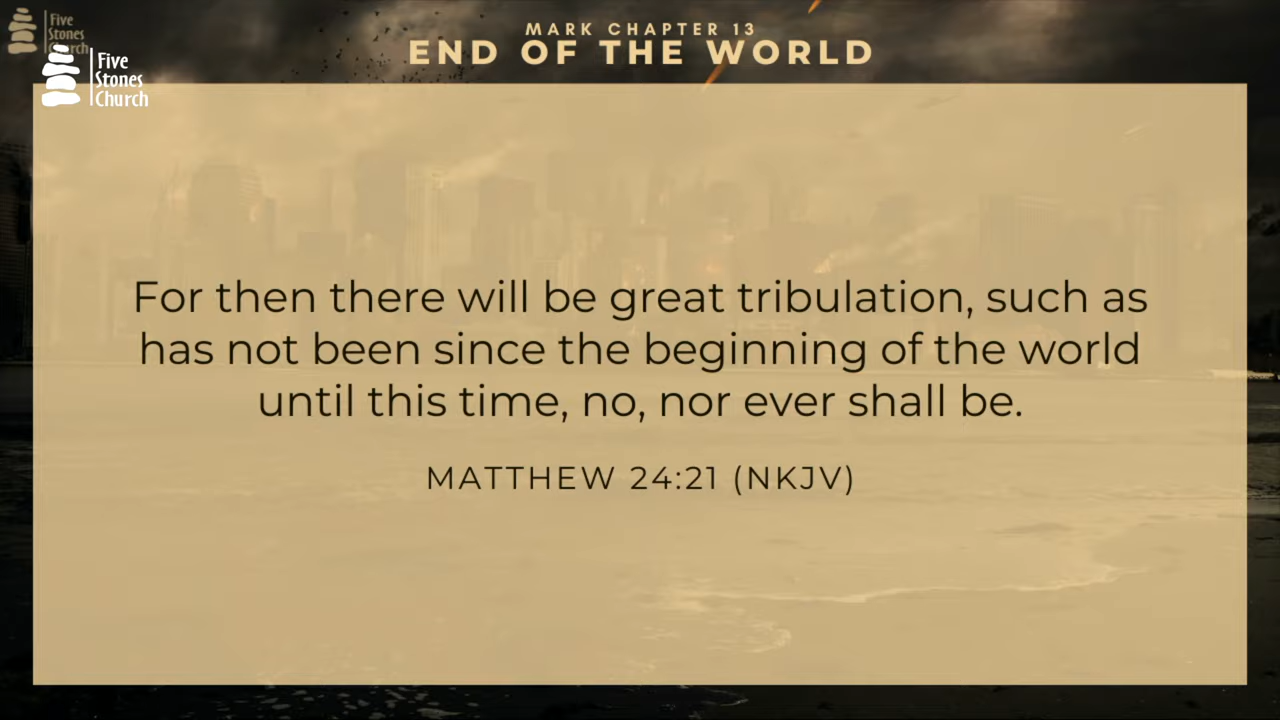 Five
Stones
Church
Five
Stones
Church
MARK CHAPTER 13
END OF THE WORLD
For then there will be great tribulation, such as
has not been since the beginning of the world
until this time, no, nor ever shall be.
MATTHEW 24:21 (NKJV)